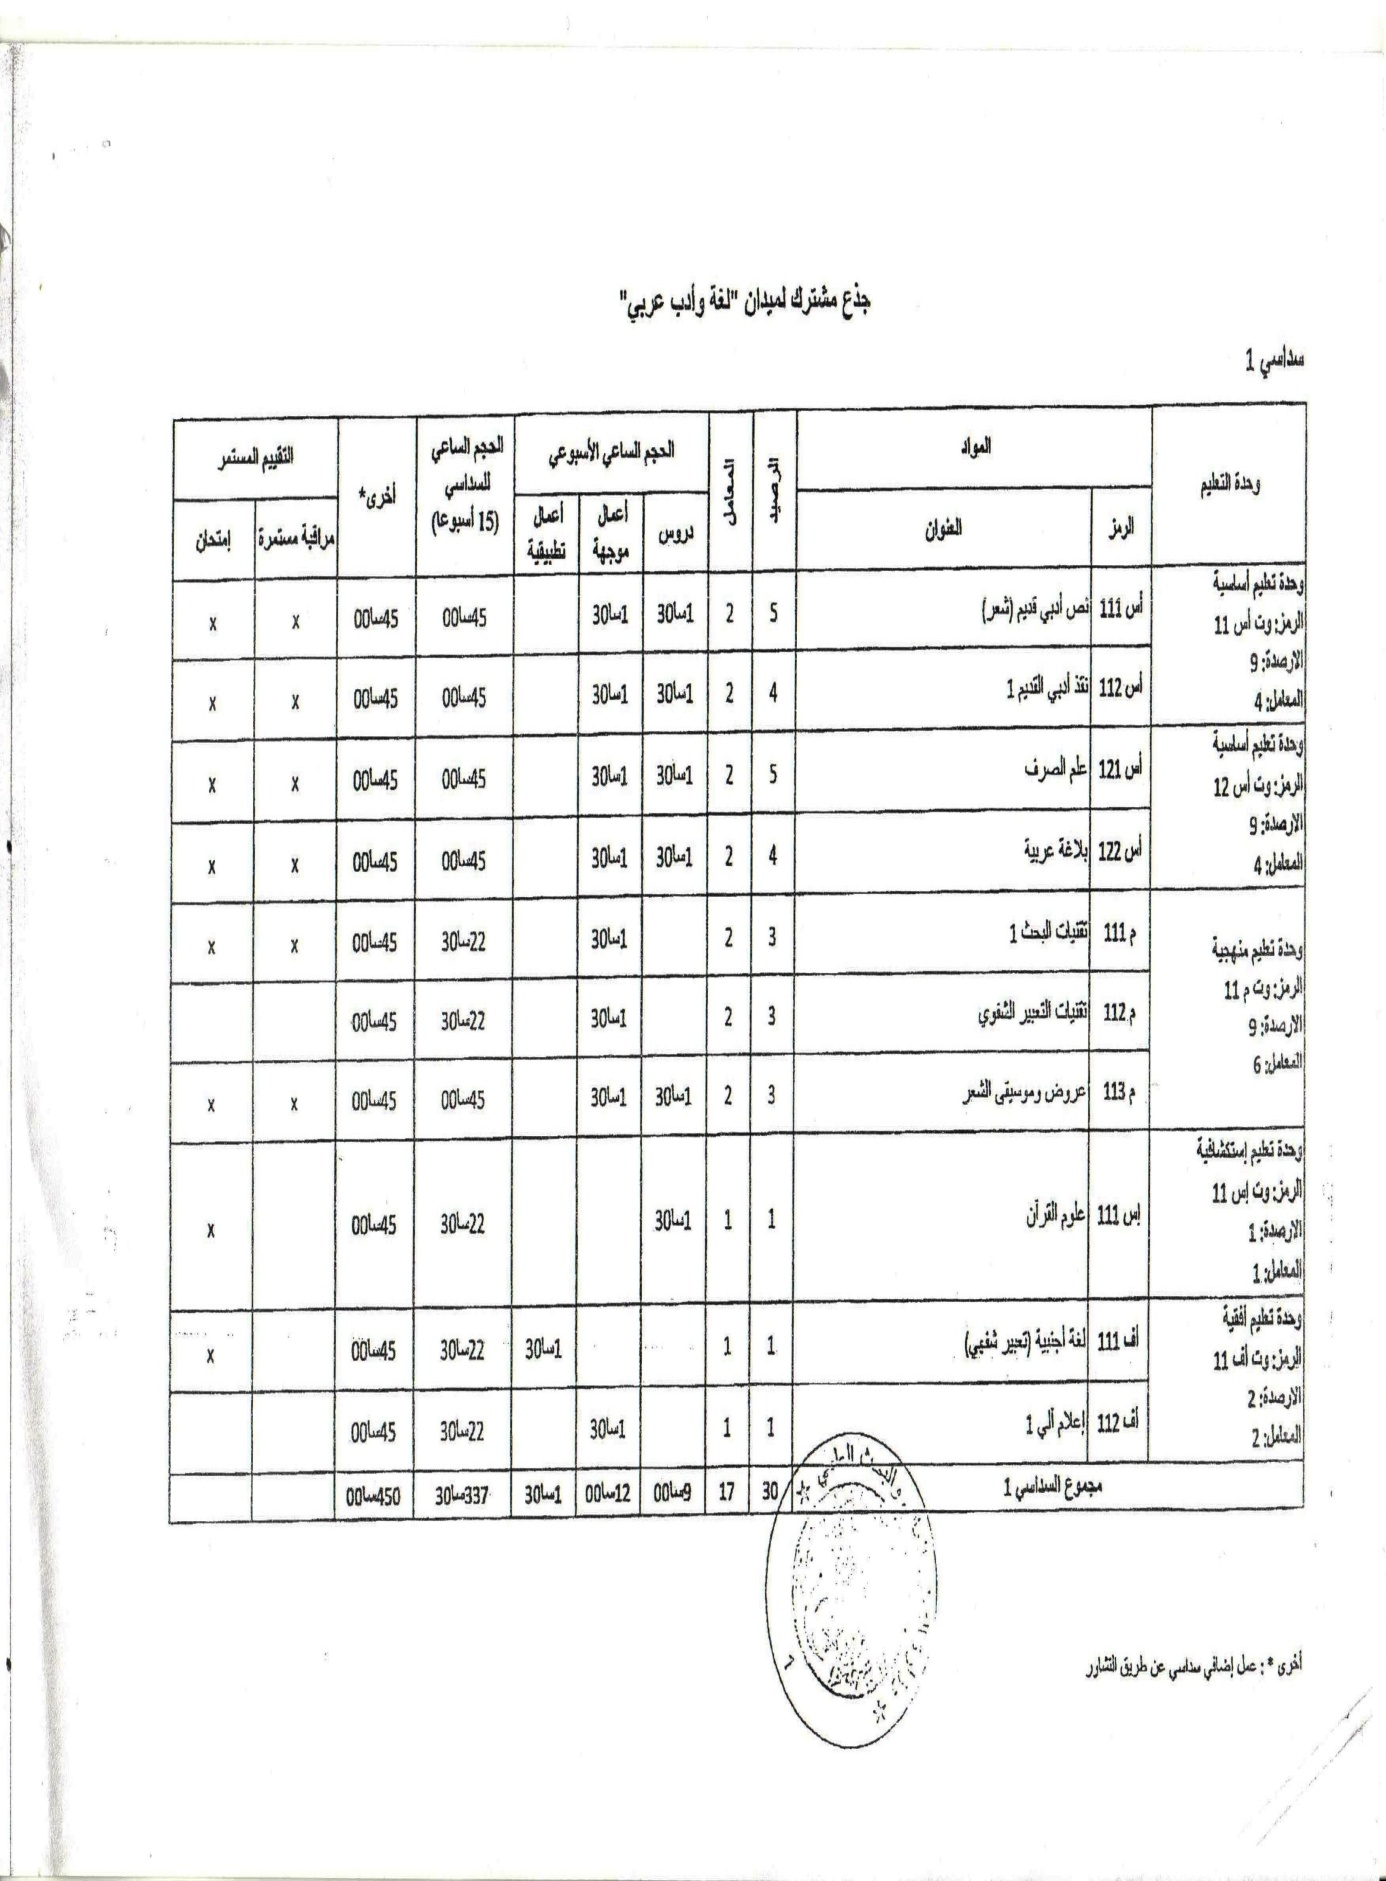 جذع مشترك لميدان "لغة وأدب عربي"
سداسي 1
وحدة التعليم | المواد | الرصيد | المعامل | الحجم الساعي الأسبوعي | الحجم الساعي للسداسي (15 أسبوعا) | أخرى* | التقييم المستمر
الرمز | العنوان | دروس | أعمال موجهة | أعمال تطبيقية | مراقبة مستمرة | إمتحان
وحدة تعليم أساسية
الرمز: وت أس 11
الارصدة: 9
المعامل: 4
أس 111 | نص أدبي قديم (شعر) | 5 | 2 | 1سا30 | 1سا30 | 45سا00 | 45سا00 | x | x
أس 112 | نقد أدبي القديم 1 | 4 | 2 | 1سا30 | 1سا30 | 45سا00 | 45سا00 | x | x
وحدة تعليم أساسية
الرمز: وت أس 12
الارصدة: 9
المعامل: 4
أس 121 | علم الصرف | 5 | 2 | 1سا30 | 1سا30 | 45سا00 | 45سا00 | x | x
أس 122 | بلاغة عربية | 4 | 2 | 1سا30 | 1سا30 | 45سا00 | 45سا00 | x | x
وحدة تعليم منهجية
الرمز: وت م 11
الارصدة: 9
المعامل: 6
م 111 | تقنيات البحث 1 | 3 | 2 | 1سا30 | 22سا30 | 45سا00 | x | x
م 112 | تقنيات التعبير الشفوي | 3 | 2 | 1سا30 | 22سا30 | 45سا00
م 113 | عروض وموسيقى الشعر | 3 | 2 | 1سا30 | 1سا30 | 45سا00 | 45سا00 | x | x
وحدة تعليم إستكشافية
الرمز: وت إس 11
الارصدة: 1
المعامل: 1
إس 111 | علوم القرآن | 1 | 1 | 1سا30 | 22سا30 | 45سا00 | x
وحدة تعليم أفقية
الرمز: وت أف 11
الارصدة: 2
المعامل: 2
أف 111 | لغة أجنبية (تعبير شفهي) | 1 | 1 | 1سا30 | 22سا30 | 45سا00 | x
أف 112 | إعلام آلي 1 | 1 | 1 | 1سا30 | 22سا30 | 45سا00
مجموع السداسي 1 | 30 | 17 | 9سا00 | 12سا00 | 1سا30 | 337سا30 | 450سا00
والبحث العلمي
أخرى * : عمل إضافي سداسي عن طريق التشاور